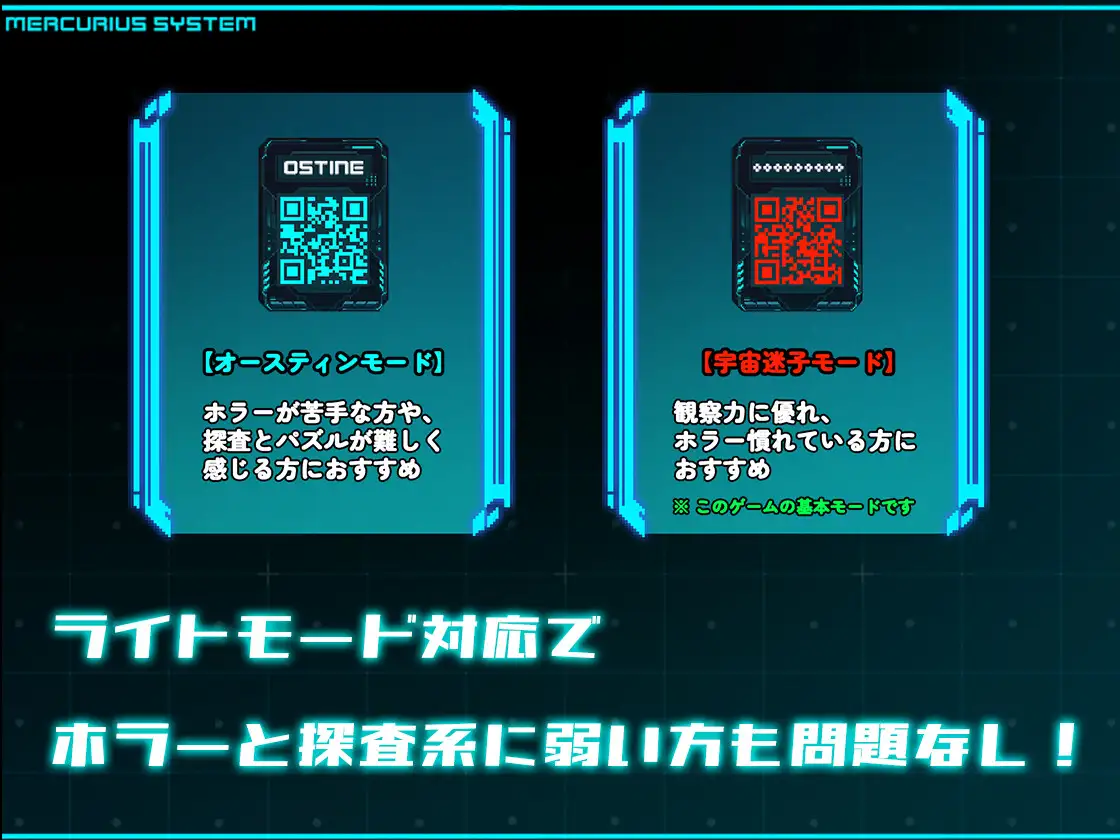 MERCURIUS SYSTEM
OSTINE
【オースティンモード】
ホラーが苦手な方や、
探査とパズルが難しく
感じる方におすすめ
【宇宙迷子モード】
観察力に優れ、
ホラー慣れている方に
おすすめ
※ このゲームの基本モードです
ライトモード対応で
ホラーと探査系に弱い方も問題なし！